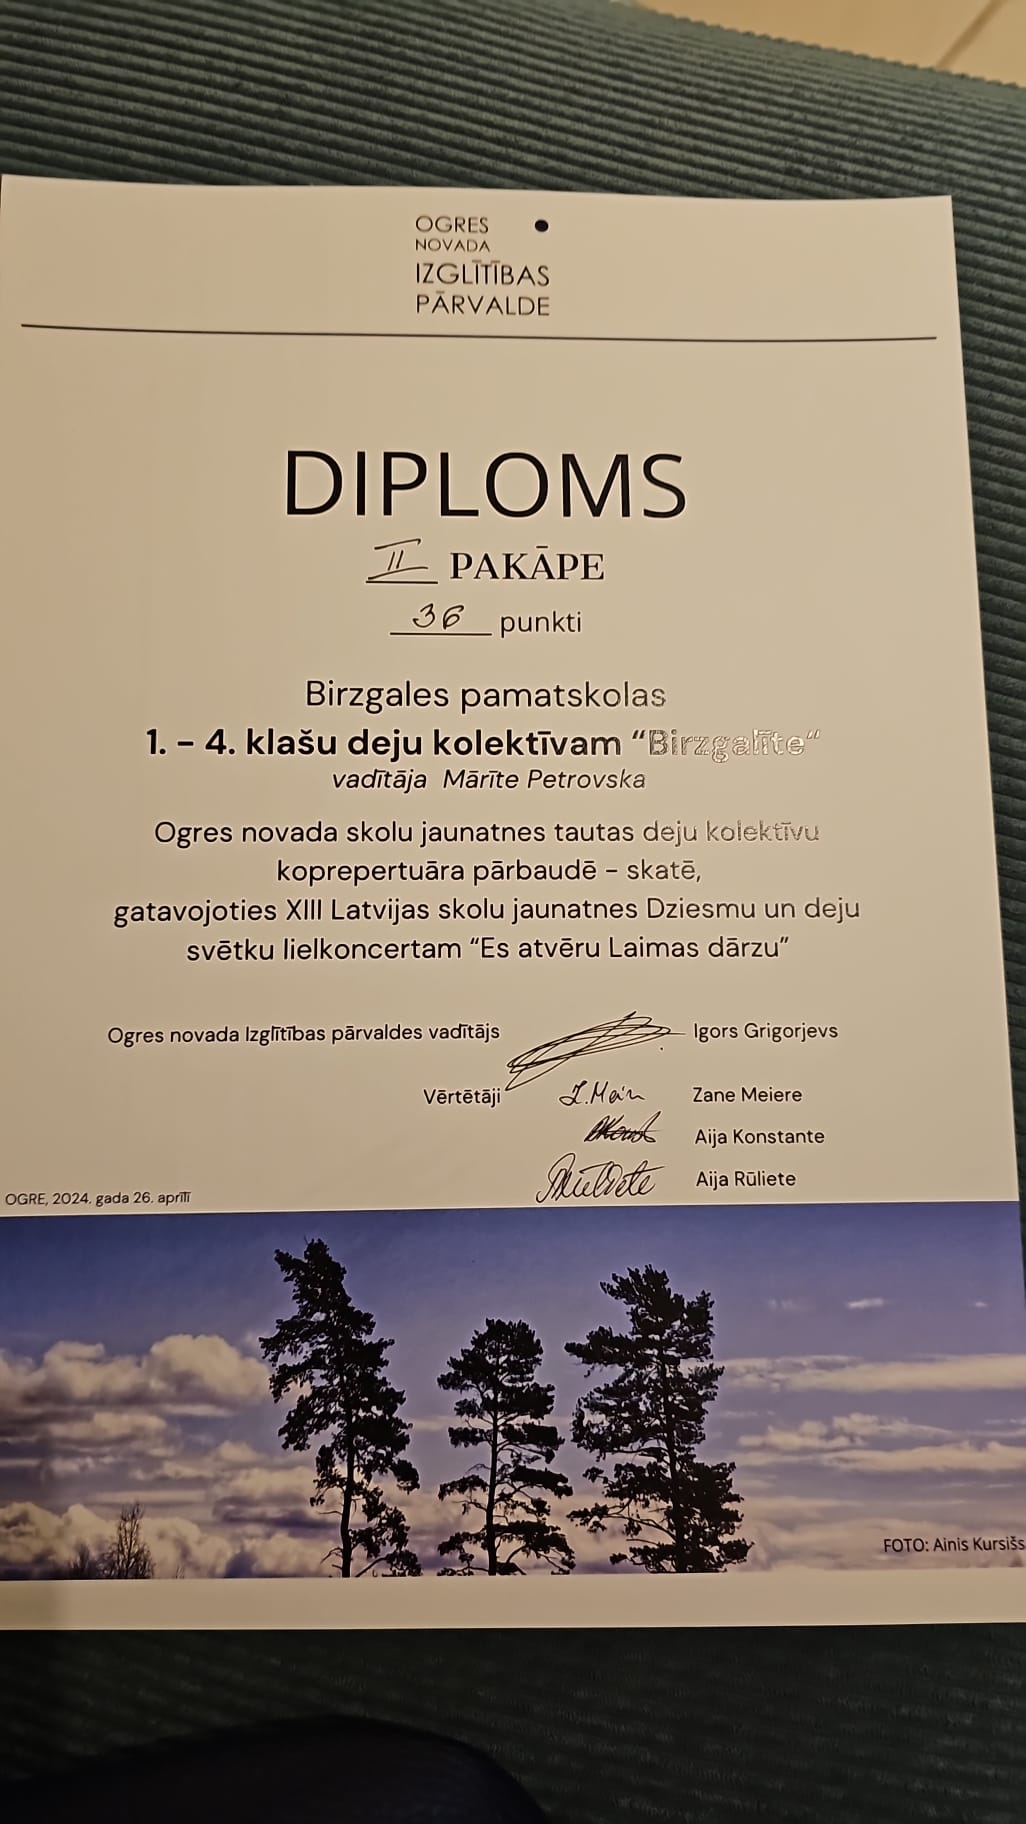 OGRES
NOVADA
IZGLĪTĪBAS
PĀRVALDE
DIPLOMS
II PAKĀPE
36 punkti
Birzgales pamatskolas
1. – 4. klašu deju kolektīvam “Birzgalīte“
vadītāja Mārīte Petrovska
Ogres novada skolu jaunatnes tautas deju kolektīvu
koprepertuāra pārbaudē – skatē,
gatavojoties XIII Latvijas skolu jaunatnes Dziesmu un deju
svētku lielkoncertam “Es atvēru Laimas dārzu”
Ogres novada Izglītības pārvaldes vadītājs Igors Grigorjevs
Vērtētāji Zane Meiere
Aija Konstante
Aija Rūliete
OGRE, 2024. gada 26. aprīlī
FOTO: Ainis Kursišs